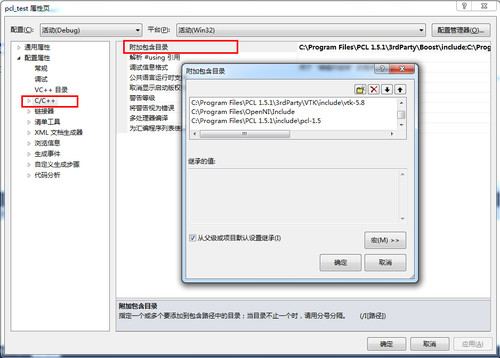 pcl_test 属性页
配置(C): 活动(Debug) 平台(P): 活动(Win32) 配置管理器(O)...
通用属性
配置属性
常规
调试
VC++ 目录
C/C++
链接器
清单工具
XML 文档生成器
浏览信息
生成事件
自定义生成步骤
代码分析
附加包含目录 C:\Program Files\PCL 1.5.1\3rdParty\Boost\include;C:\Prog
解析 #using 引用
调试信息格式
公共语言运行时支
取消显示启动版权
警告等级
将警告视为错误
多处理器编译
为汇编程序列表使
附加包含目录
C:\Program Files\PCL 1.5.1\3rdParty\VTK\include\vtk-5.8
C:\Program Files\OpenNI\Include
C:\Program Files\PCL 1.5.1\include\pcl-1.5
继承的值:
从父级或项目默认设置继承(I)
宏(M) >>
确定 取消
附加包含目录
指定一个或多个要添加到包含路径中的目录；当目录不止一个时，请用分号分隔。 (/I[路径])
确定 取消 应用(A)